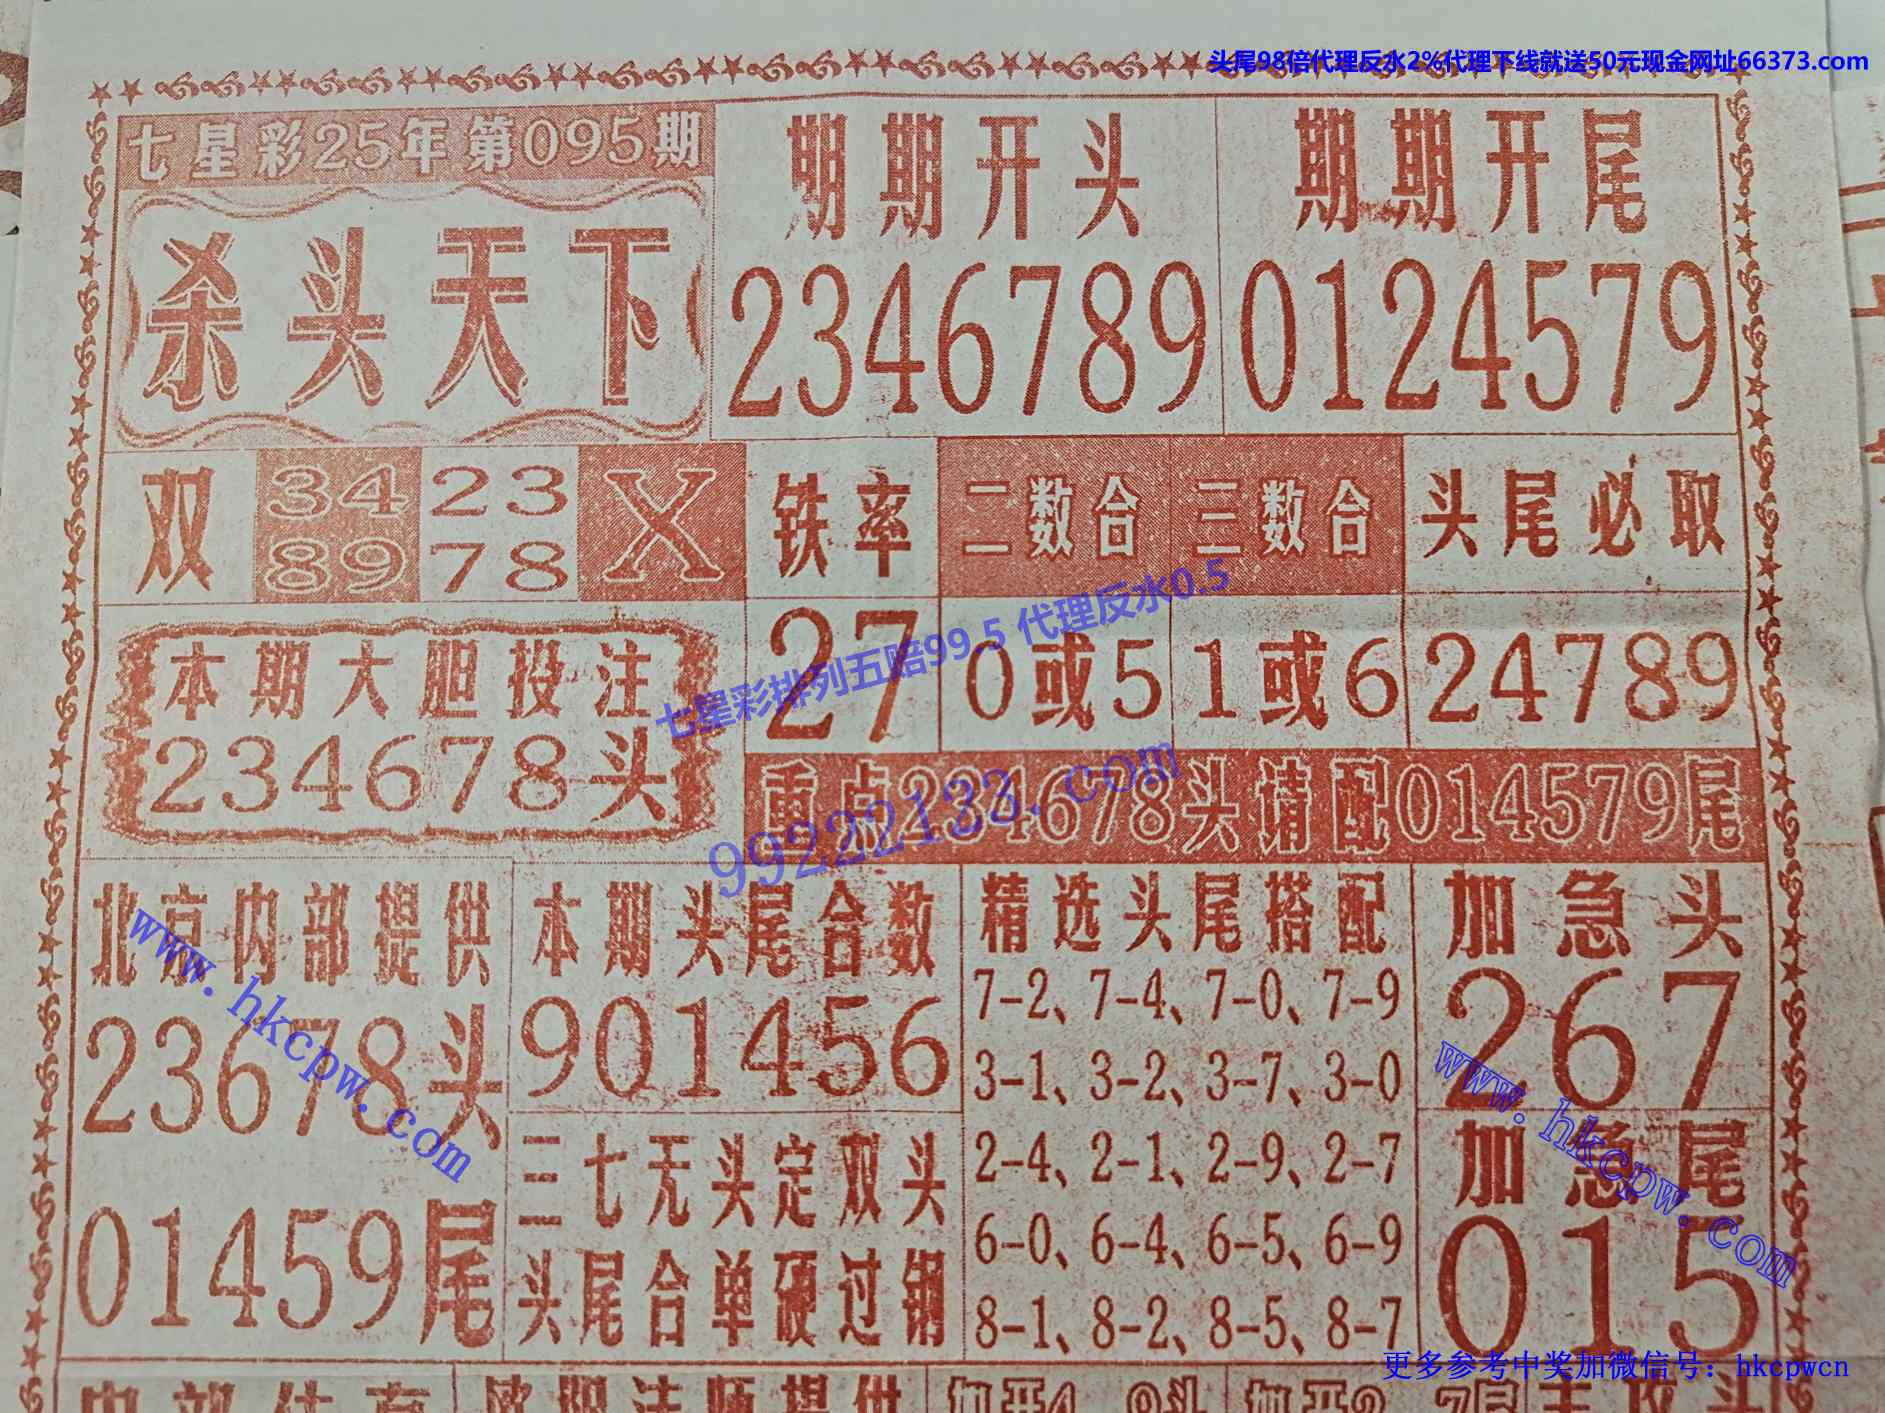 头尾98倍代理反水2%代理下线就送50元现金网址66373.com
七星彩25年第095期
杀头天下
期期开头
2346789
期期开尾
0124579
双
34
89
23
78
X
铁率
27
二数合
0或5
三数合
1或6
头尾必取
24789
本期大胆投注
234678头
七星彩排列五赔99.5 代理反水0.5
99222133.com
重点234678头请配014579尾
北京内部提供
23678头
01459尾
www.hkcpw.com
本期头尾合数
901456
三七无头定双头
头尾合单硬过钢
精选头尾搭配
7-2、7-4、7-0、7-9
3-1、3-2、3-7、3-0
2-4、2-1、2-9、2-7
6-0、6-4、6-5、6-9
8-1、8-2、8-5、8-7
加急头
267
加急尾
015
www.hkcpw.com
更多参考中奖加微信号：hkcpwcn